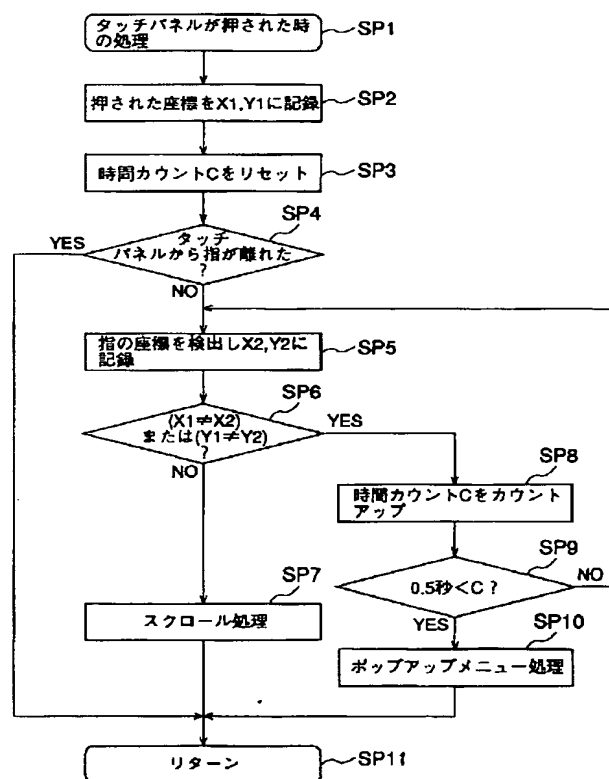 タッチパネルが押された時
の処理
SP1
押された座標をX1,Y1に記録
SP2
時間カウントCをリセット
SP3
SP4
YES
タッチ
パネルから指が離れた
?
NO
指の座標を検出しX2,Y2に
記録
SP5
SP6
(X1≠X2)
または(Y1≠Y2)
?
YES
NO
SP8
時間カウントCをカウント
アップ
SP9
0.5秒<C ?
NO
YES
SP7
スクロール処理
SP10
ポップアップメニュー処理
リターン
SP11